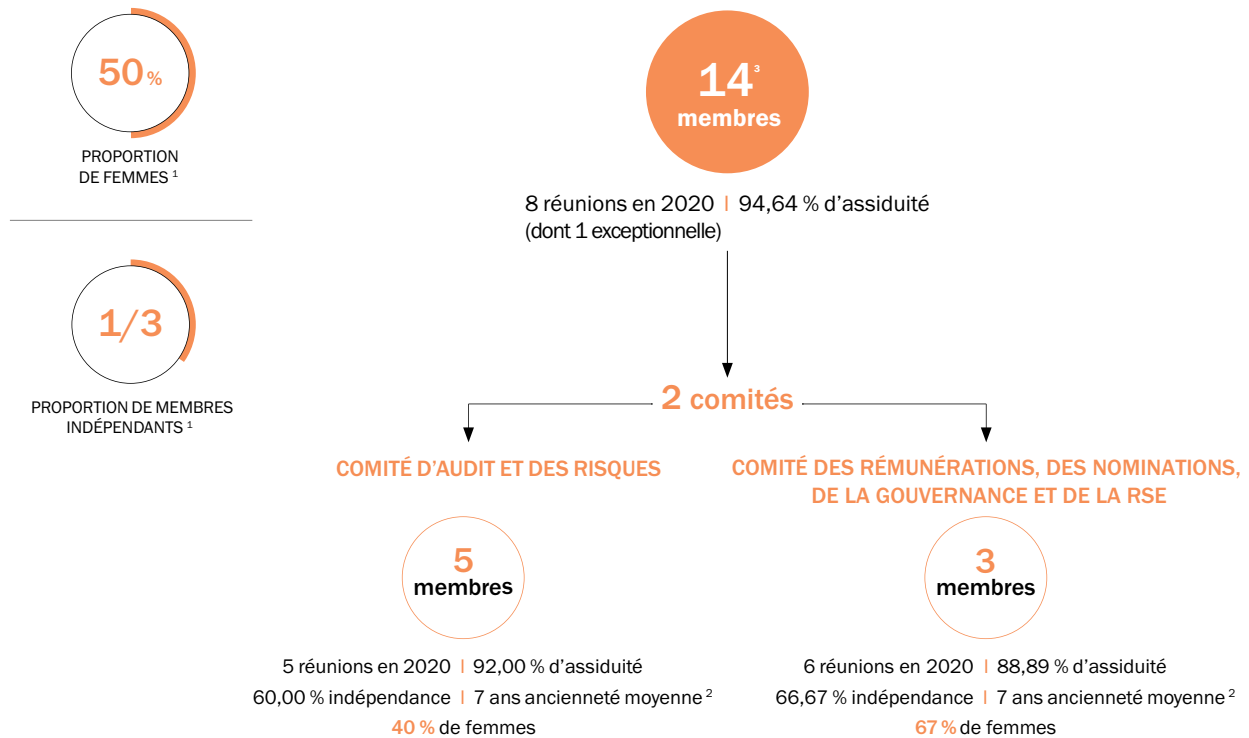 50 %
PROPORTION
DE FEMMES ¹
1/3
PROPORTION DE MEMBRES
INDÉPENDANTS ¹
14³
membres
8 réunions en 2020 | 94,64 % d’assiduité
(dont 1 exceptionnelle)
2 comités
COMITÉ D’AUDIT ET DES RISQUES
5
membres
5 réunions en 2020 | 92,00 % d’assiduité
60,00 % indépendance | 7 ans ancienneté moyenne ²
40 % de femmes
COMITÉ DES RÉMUNÉRATIONS, DES NOMINATIONS,
DE LA GOUVERNANCE ET DE LA RSE
3
membres
6 réunions en 2020 | 88,89 % d’assiduité
66,67 % indépendance | 7 ans ancienneté moyenne ²
67 % de femmes